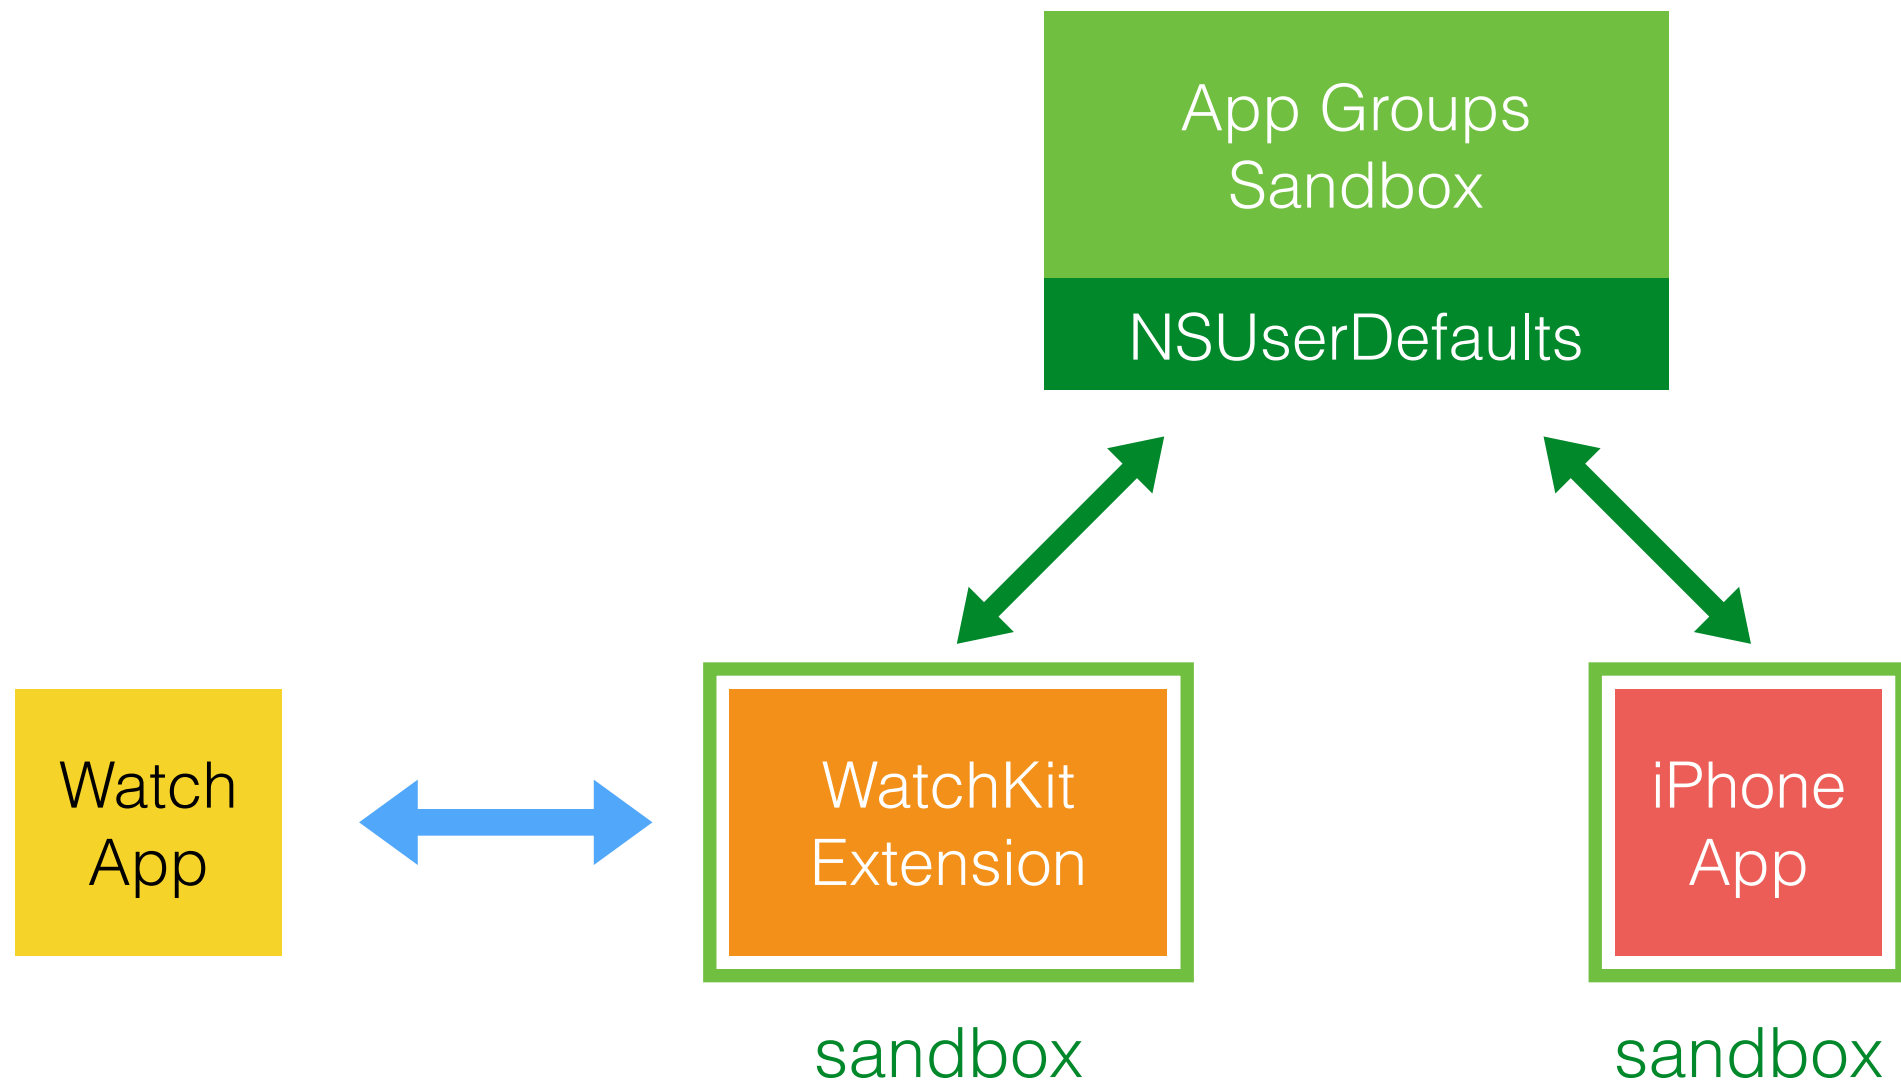 App Groups
Sandbox
NSUserDefaults
Watch
App
WatchKit
Extension
iPhone
App
sandbox
sandbox